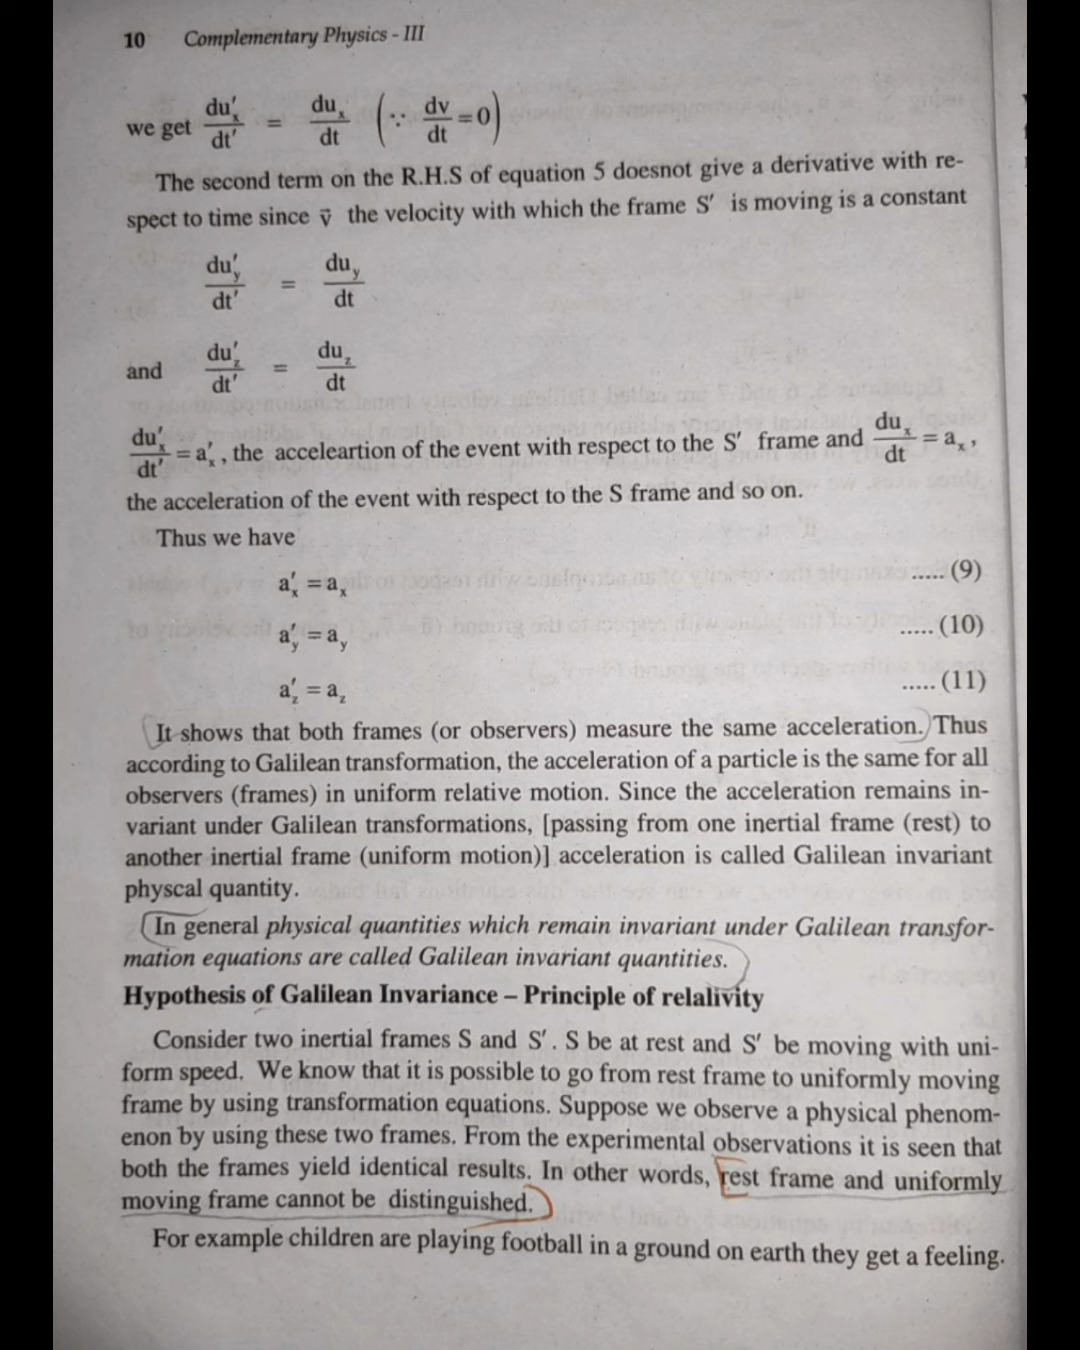 10 Complementary Physics - III
we get du′x/dt′ = dux/dt (∵ dv/dt = 0)
The second term on the R.H.S of equation 5 doesnot give a derivative with re-
spect to time since v⃗ the velocity with which the frame S′ is moving is a constant
du′y/dt′ = duy/dt
and du′z/dt′ = duz/dt
du′x/dt′ = a′x, the acceleartion of the event with respect to the S′ frame and dux/dt = ax,
the acceleration of the event with respect to the S frame and so on.
Thus we have
a′x = ax ..... (9)
a′y = ay ..... (10)
a′z = az ..... (11)
It shows that both frames (or observers) measure the same acceleration. Thus
according to Galilean transformation, the acceleration of a particle is the same for all
observers (frames) in uniform relative motion. Since the acceleration remains in-
variant under Galilean transformations, [passing from one inertial frame (rest) to
another inertial frame (uniform motion)] acceleration is called Galilean invariant
physcal quantity.
In general physical quantities which remain invariant under Galilean transfor-
mation equations are called Galilean invariant quantities.
Hypothesis of Galilean Invariance – Principle of relalivity
Consider two inertial frames S and S′. S be at rest and S′ be moving with uni-
form speed. We know that it is possible to go from rest frame to uniformly moving
frame by using transformation equations. Suppose we observe a physical phenom-
enon by using these two frames. From the experimental observations it is seen that
both the frames yield identical results. In other words, rest frame and uniformly
moving frame cannot be distinguished.
For example children are playing football in a ground on earth they get a feeling.